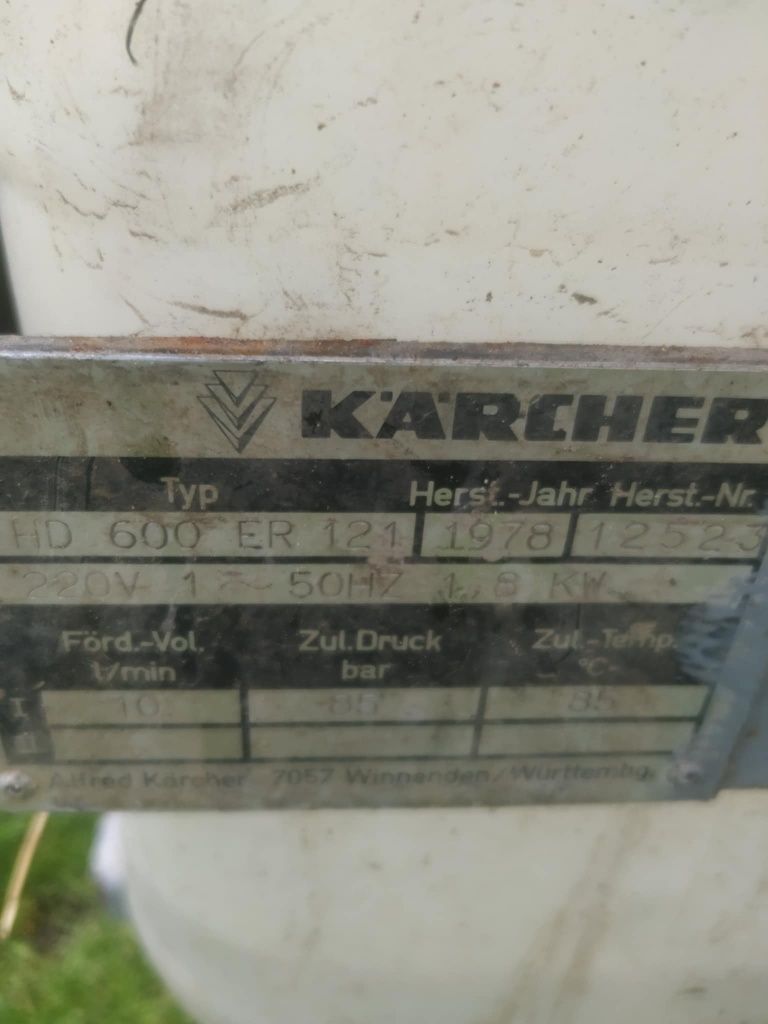 KÄRCHER
Typ Herst.-Jahr Herst.-Nr.
HD 600 ER 121 1978 12523
220V 1~ 50HZ 1,8 KW
Förd.-Vol. Zul.Druck Zul.-Temp.
l/min bar °C
I 10 85 85
II
Alfred Kärcher 7057 Winnenden/Württembg.